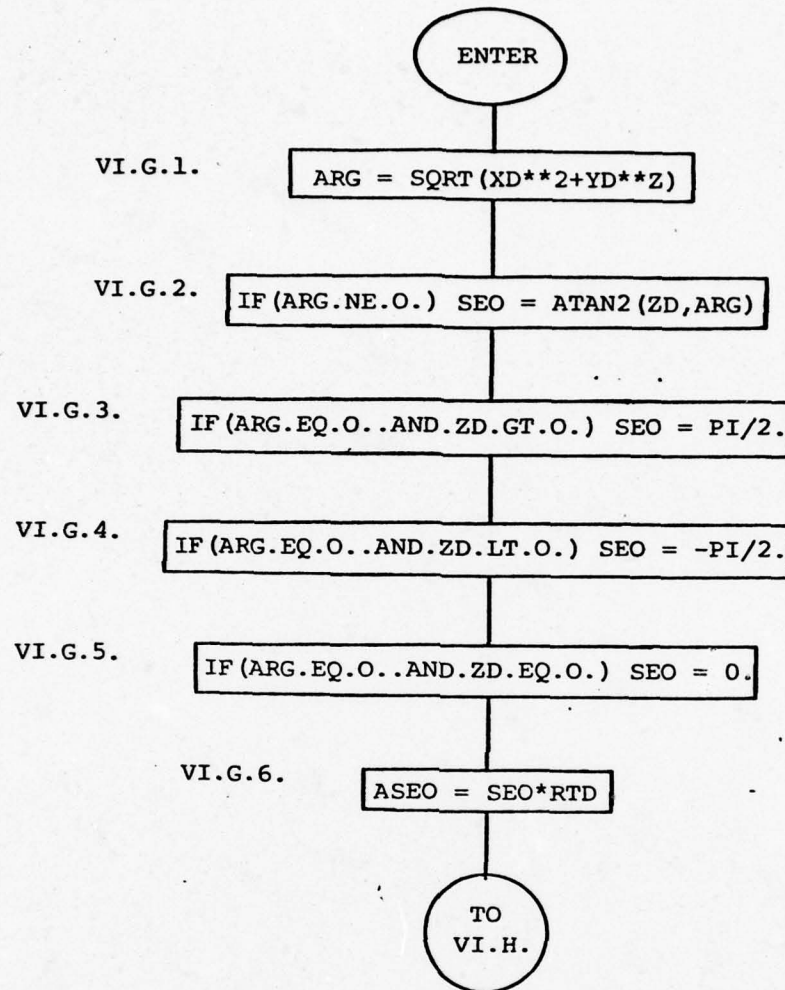 ENTER
VI.G.1.
ARG = SQRT(XD**2+YD**Z)
VI.G.2.
IF(ARG.NE.O.) SEO = ATAN2(ZD,ARG)
VI.G.3.
IF(ARG.EQ.O..AND.ZD.GT.O.) SEO = PI/2.
VI.G.4.
IF(ARG.EQ.O..AND.ZD.LT.O.) SEO = -PI/2.
VI.G.5.
IF(ARG.EQ.O..AND.ZD.EQ.O.) SEO = 0.
VI.G.6.
ASEO = SEO*RTD
TO
VI.H.